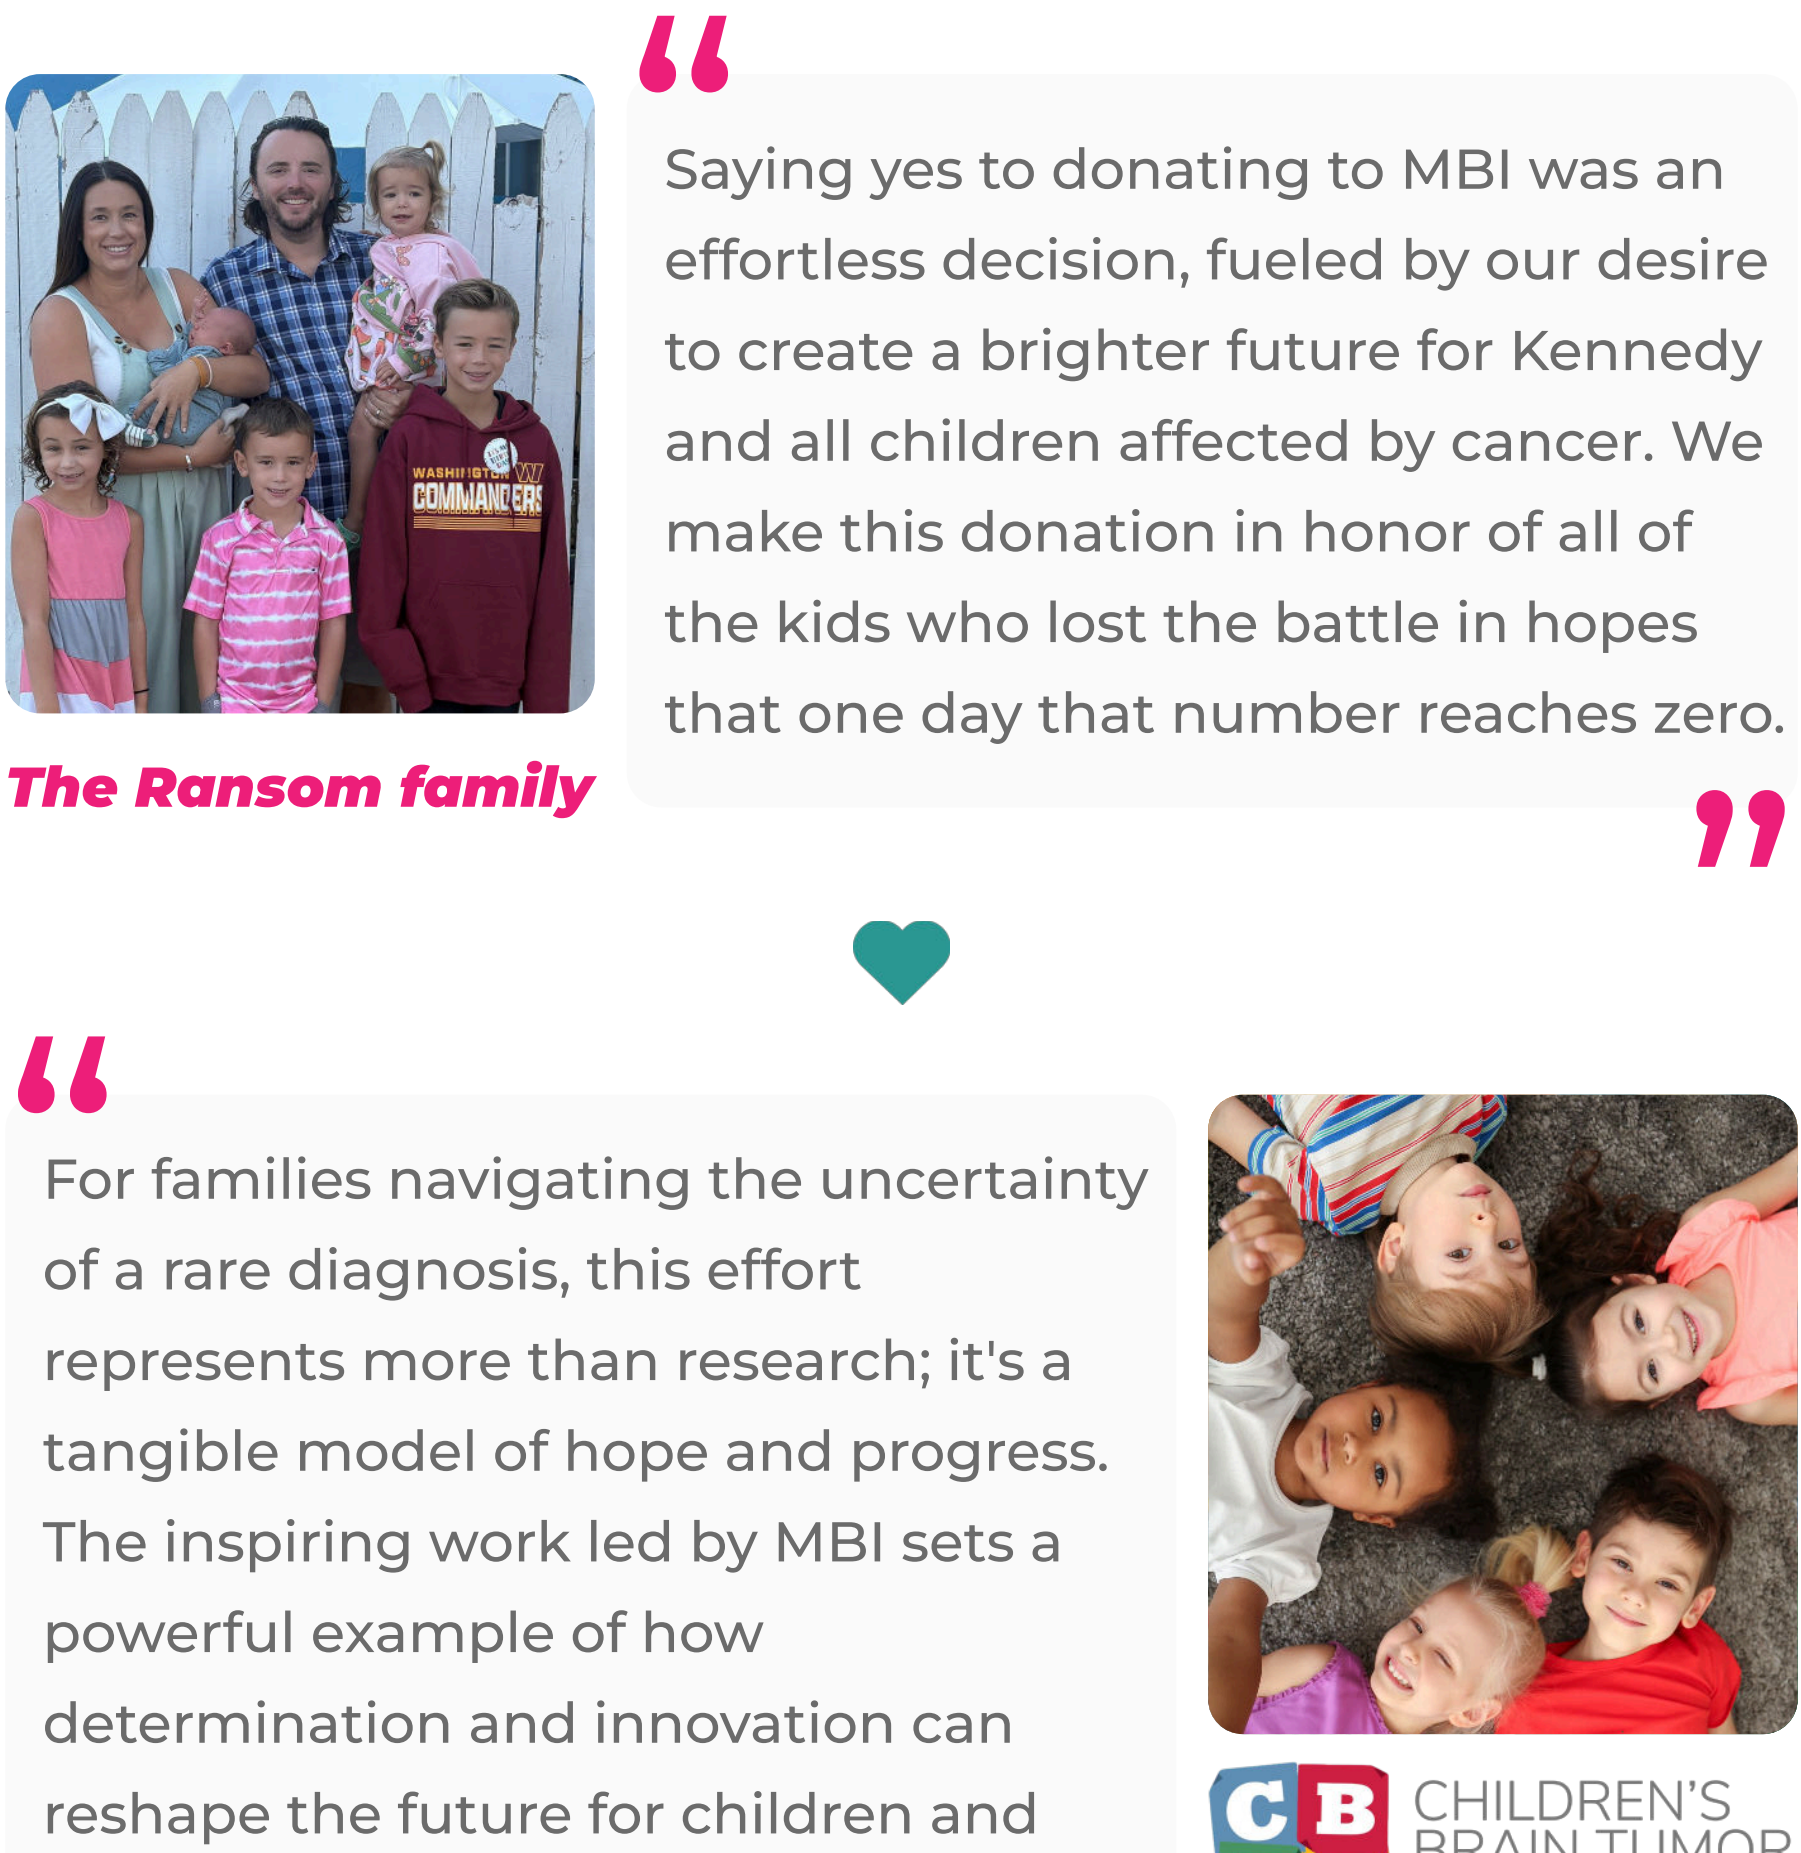 Saying yes to donating to MBI was an
effortless decision, fueled by our desire
to create a brighter future for Kennedy
and all children affected by cancer. We
make this donation in honor of all of
the kids who lost the battle in hopes
that one day that number reaches zero.
WASHINGTON W
COMMANDERS
The Ransom family
For families navigating the uncertainty
of a rare diagnosis, this effort
represents more than research; it's a
tangible model of hope and progress.
The inspiring work led by MBI sets a
powerful example of how
determination and innovation can
reshape the future for children and
CB
CHILDREN'S
BRAIN TUMOR